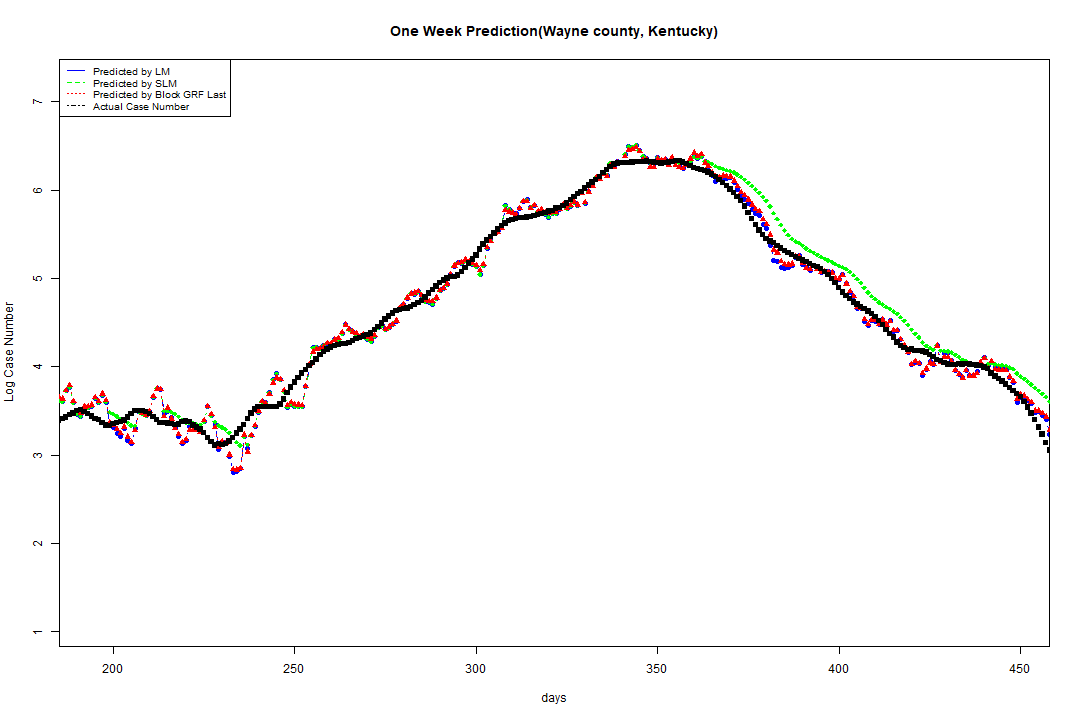 One Week Prediction(Wayne county, Kentucky)
Predicted by LM
Predicted by SLM
Predicted by Block GRF Last
Actual Case Number
7
6
5
4
3
2
1
Log Case Number
200 250 300 350 400 450
days